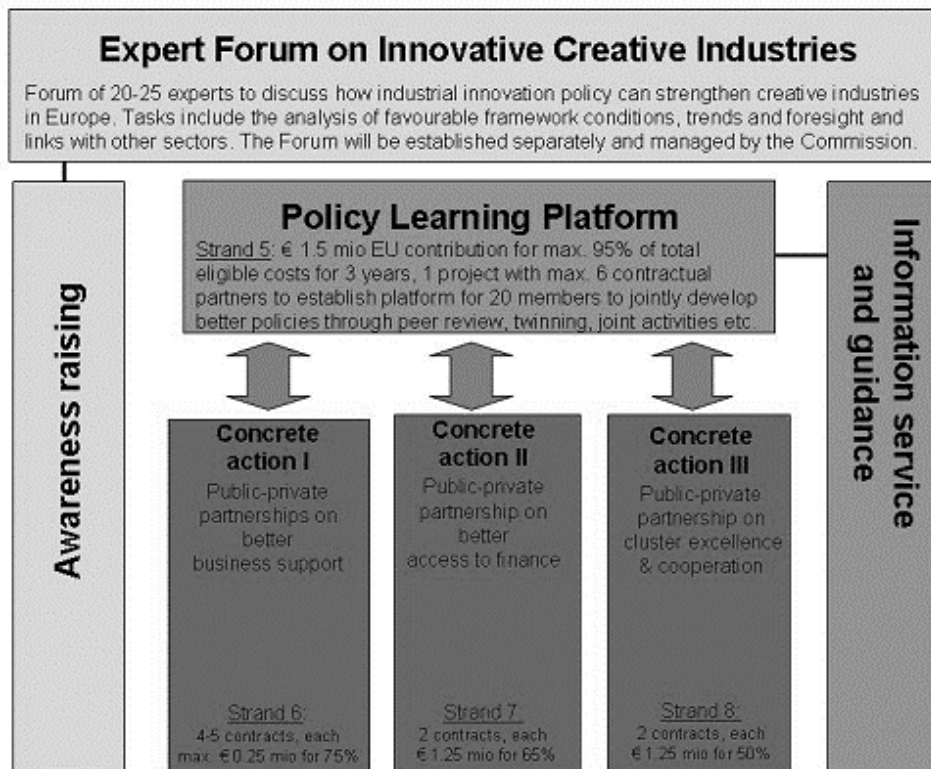 Expert Forum on Innovative Creative Industries
Forum of 20-25 experts to discuss how industrial innovation policy can strengthen creative industries
in Europe. Tasks include the analysis of favourable framework conditions, trends and foresight and
links with other sectors. The Forum will be established separately and managed by the Commission.
Awareness raising
Policy Learning Platform
Strand 5: € 1.5 mio EU contribution for max. 95% of total
eligible costs for 3 years, 1 project with max. 6 contractual
partners to establish platform for 20 members to jointly develop
better policies through peer review, twinning, joint activities etc.
Information service
and guidance
Concrete
action I
Public-private
partnerships on
better
business support
Strand 6:
4-5 contracts, each
max. € 0.25 mio for 75%
Concrete
action II
Public-private
partnership on
better
access to finance
Strand 7:
2 contracts, each
€ 1.25 mio for 65%
Concrete
action III
Public-private
partnership on
cluster excellence
& cooperation
Strand 8:
2 contracts, each
€ 1.25 mio for 50%